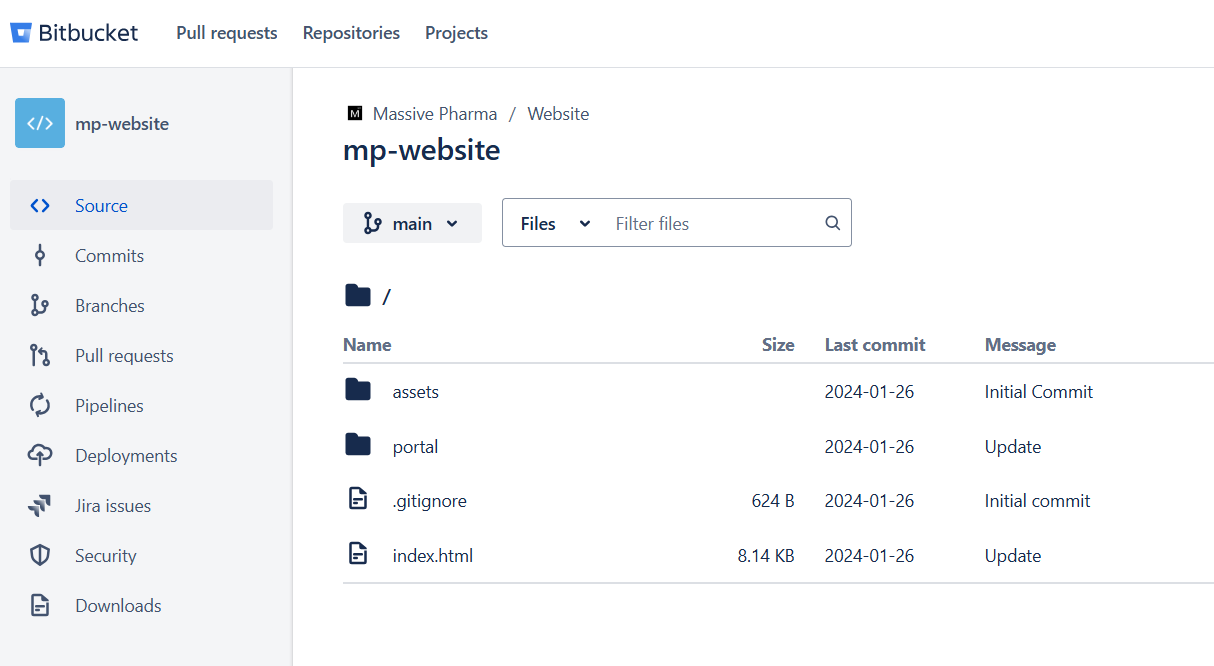 Bitbucket Pull requests Repositories Projects
mp-website
Source
Commits
Branches
Pull requests
Pipelines
Deployments
Jira issues
Security
Downloads
M Massive Pharma / Website
mp-website
main Files Filter files
/
Name Size Last commit Message
assets 2024-01-26 Initial Commit
portal 2024-01-26 Update
.gitignore 624 B 2024-01-26 Initial commit
index.html 8.14 KB 2024-01-26 Update